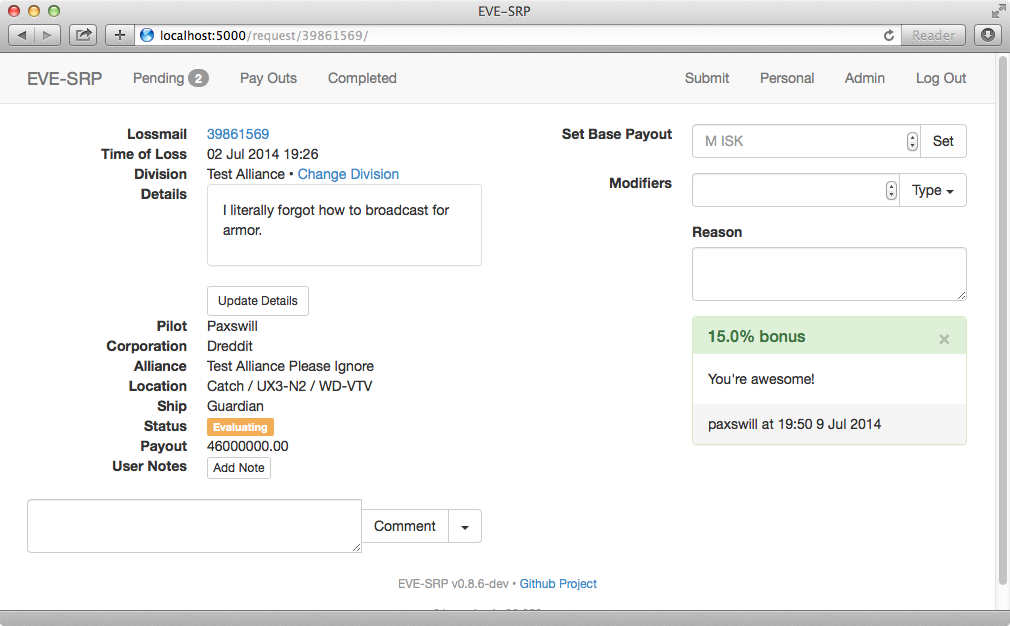 EVE-SRP
localhost:5000/request/39861569/
Reader
EVE-SRP Pending 2 Pay Outs Completed Submit Personal Admin Log Out
Lossmail 39861569
Time of Loss 02 Jul 2014 19:26
Division Test Alliance • Change Division
Details
I literally forgot how to broadcast for
armor.
Update Details
Pilot Paxswill
Corporation Dreddit
Alliance Test Alliance Please Ignore
Location Catch / UX3-N2 / WD-VTV
Ship Guardian
Status Evaluating
Payout 46000000.00
User Notes Add Note
Comment
Set Base Payout M ISK Set
Modifiers Type
Reason
15.0% bonus ×
You're awesome!
paxswill at 19:50 9 Jul 2014
EVE-SRP v0.8.6-dev • Github Project